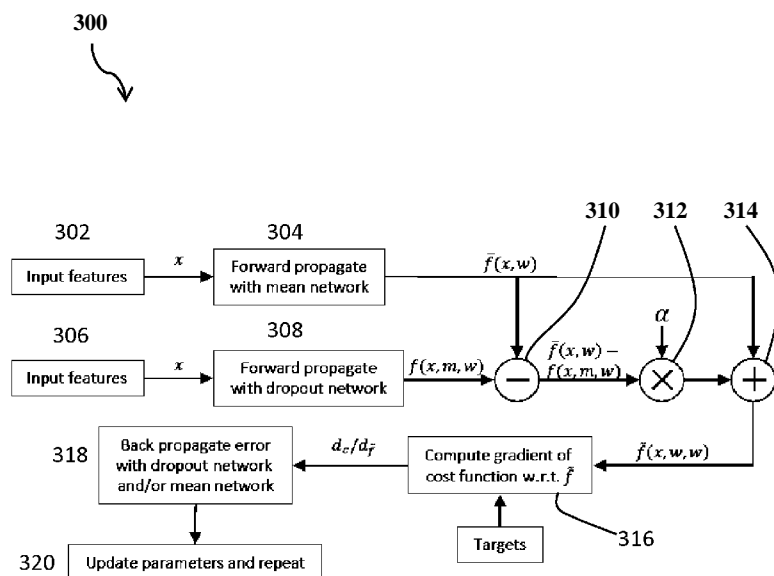 300
302
304
310
312
314
Input features
x
Forward propagate
with mean network
f̄(x,w)
306
308
α
Input features
x
Forward propagate
with dropout network
f(x,m,w)
−
f̄(x,w) −
f(x,m,w)
×
+
318
Back propagate error
with dropout network
and/or mean network
d_c/d_f̃
Compute gradient of
cost function w.r.t. f̃
f̃(x,w,w)
320
Update parameters and repeat
Targets
316